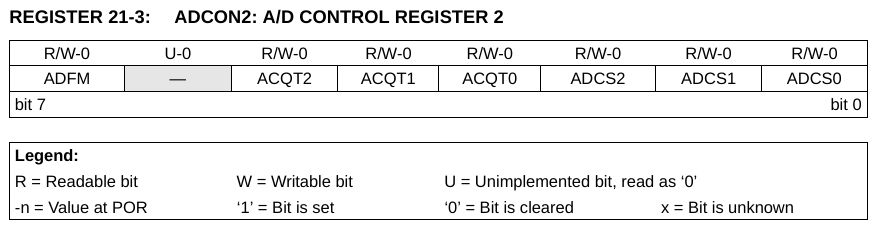 REGISTER 21-3: ADCON2: A/D CONTROL REGISTER 2
R/W-0 U-0 R/W-0 R/W-0 R/W-0 R/W-0 R/W-0 R/W-0
ADFM — ACQT2 ACQT1 ACQT0 ADCS2 ADCS1 ADCS0
bit 7 bit 0
Legend:
R = Readable bit W = Writable bit U = Unimplemented bit, read as ‘0’
-n = Value at POR ‘1’ = Bit is set ‘0’ = Bit is cleared x = Bit is unknown